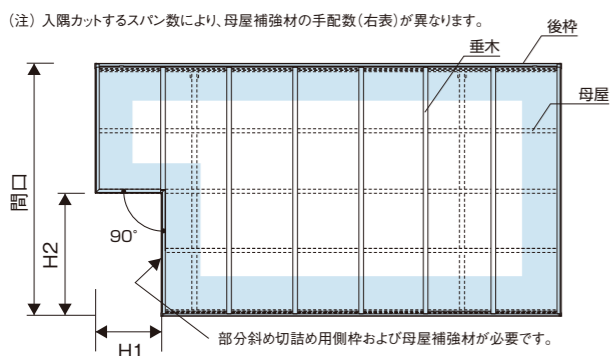 (注) 入隅カットするスパン数により、母屋補強材の手配数(右表)が異なります。
後枠
垂木
母屋
間口
H2
90°
H1
部分斜め切詰め用側枠および母屋補強材が必要です。